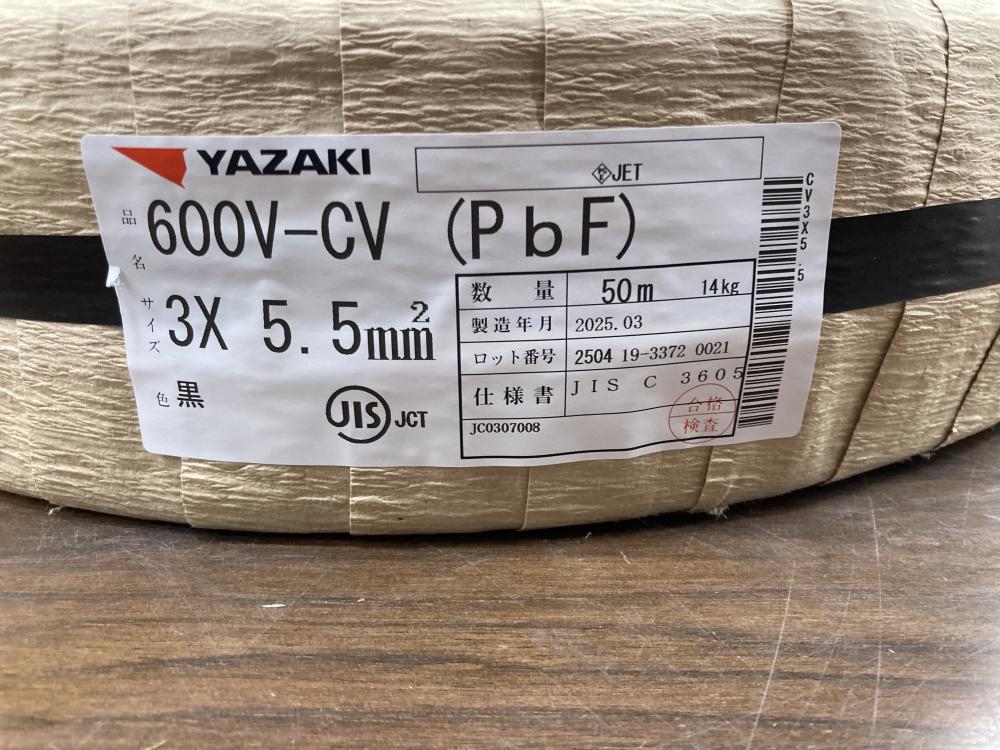 YAZAKI
<PS>E JET
品名
600V-CV (PbF)
サイズ
3X 5.5mm²
色 黒
JIS JCT
数量 50m 14kg
製造年月 2025.03
ロット番号 2504 19-3372 0021
仕様書 JIS C 3605
JC0307008
合格
検査
CV3X5.5